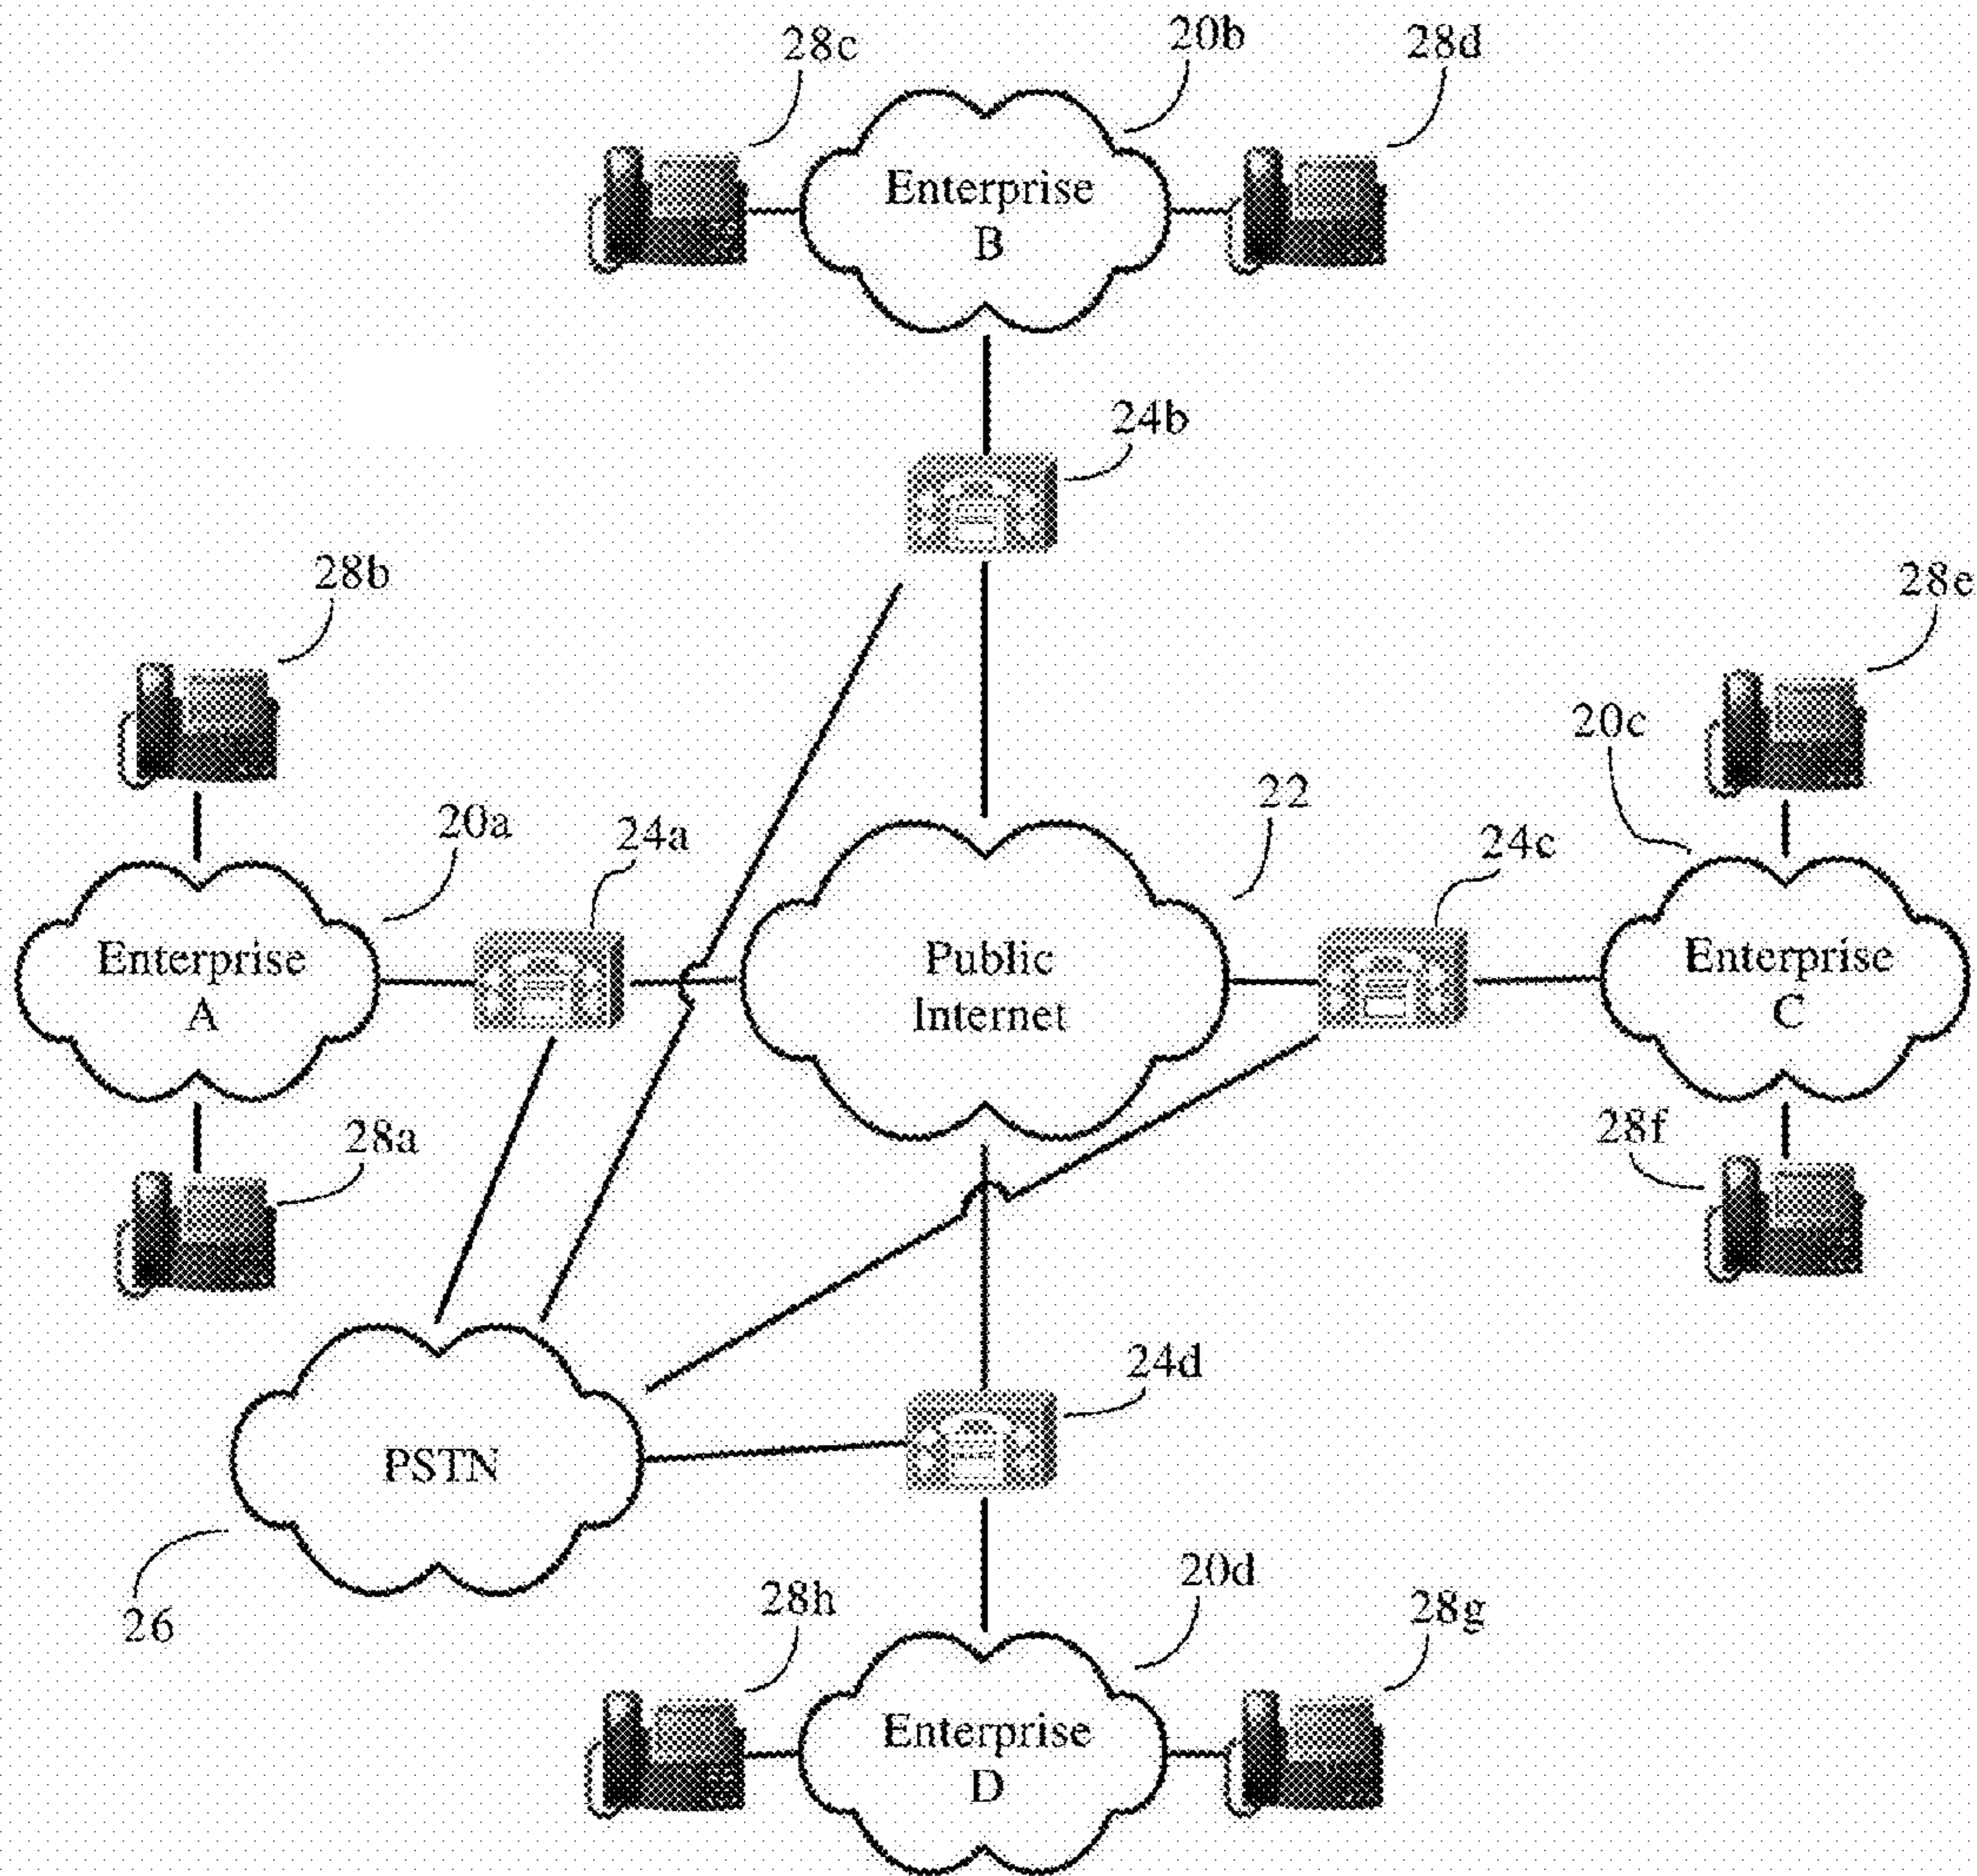 28c
20b
28d
Enterprise
B
24b
28b
28e
20c
22
20a
24a
24c
Enterprise
A
Public
Internet
Enterprise
C
28a
28f
24d
PSTN
26
20d
28h
28g
Enterprise
D